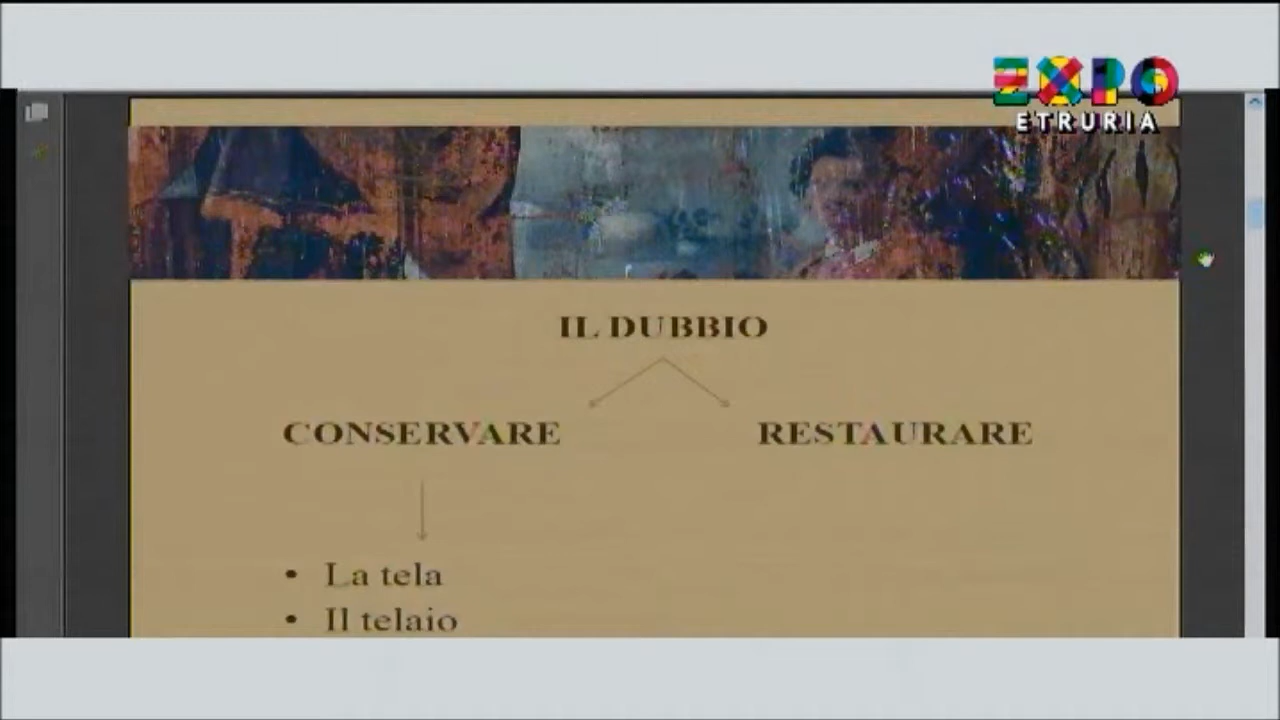 EXPO
ETRURIA
IL DUBBIO
CONSERVARE
RESTAURARE
• La tela
• Il telaio